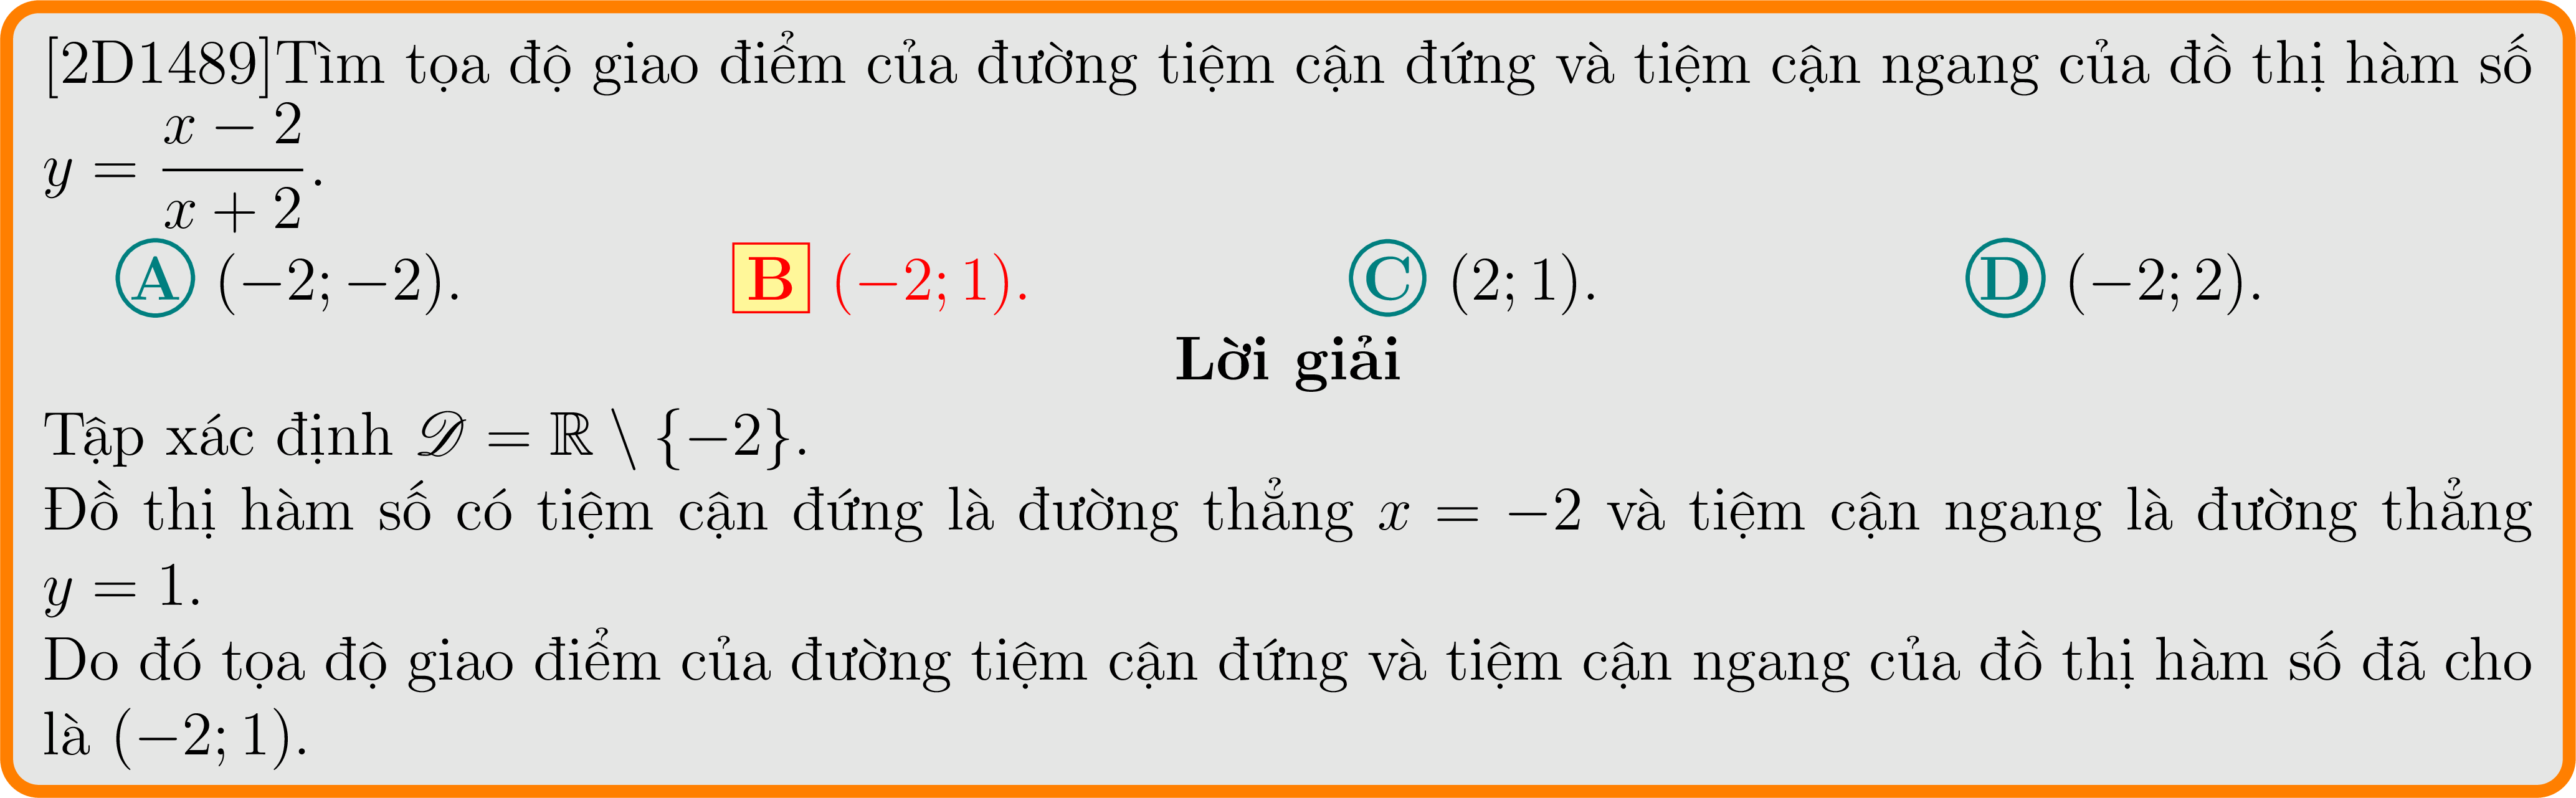 [2D1489]Tìm tọa độ giao điểm của đường tiệm cận đứng và tiệm cận ngang của đồ thị hàm số
y = \frac{x − 2}{x + 2}.
A (−2; −2). B (−2; 1). C (2; 1). D (−2; 2).
Lời giải
Tập xác định 𝒟 = ℝ \ {−2}.
Đồ thị hàm số có tiệm cận đứng là đường thẳng x = −2 và tiệm cận ngang là đường thẳng
y = 1.
Do đó tọa độ giao điểm của đường tiệm cận đứng và tiệm cận ngang của đồ thị hàm số đã cho
là (−2; 1).